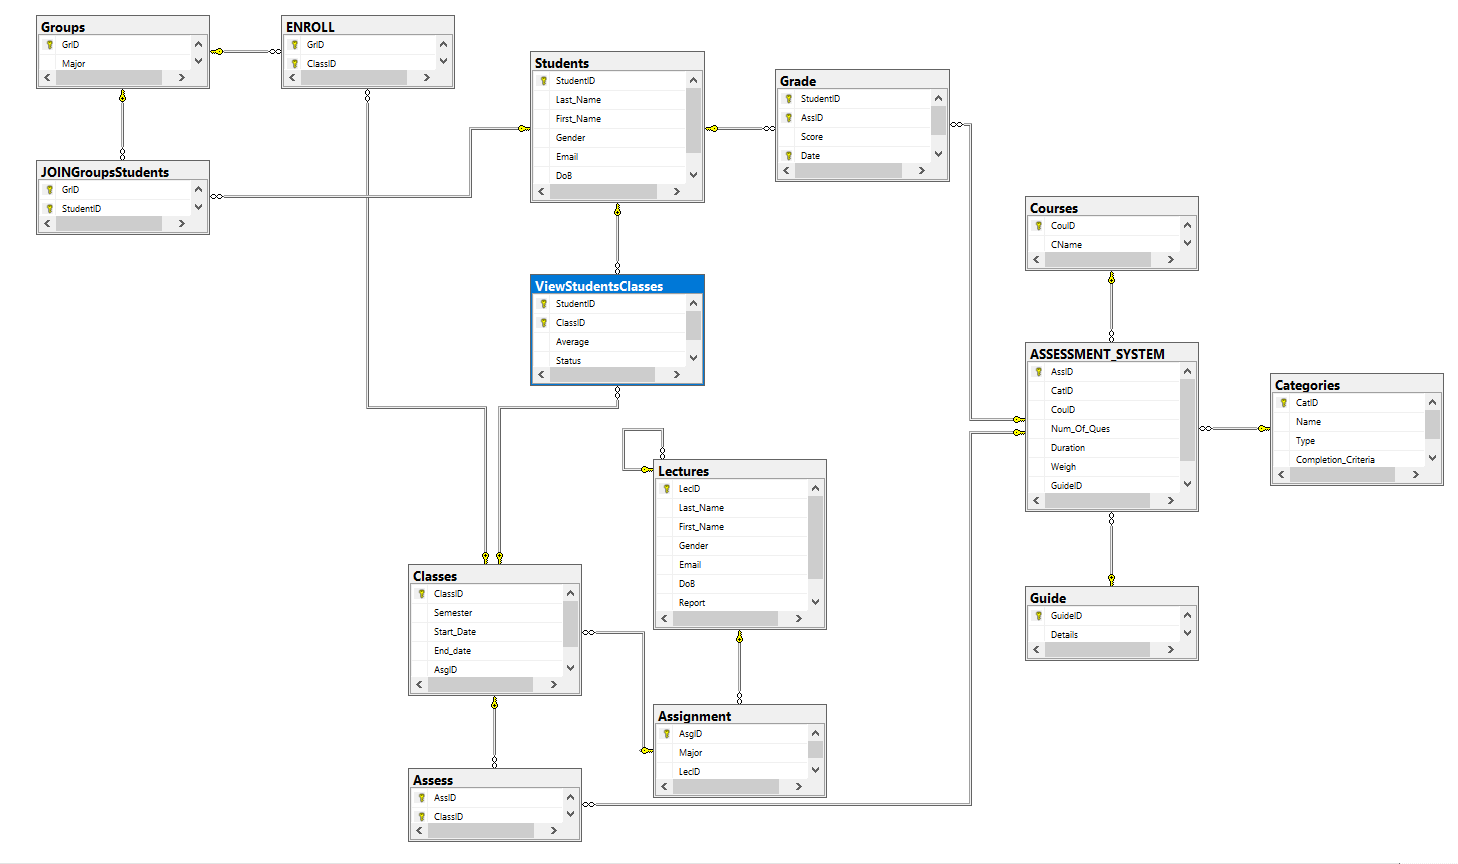 Groups
GrID
Major
ENROLL
GrID
ClassID
Students
StudentID
Last_Name
First_Name
Gender
Email
DoB
Grade
StudentID
AssID
Score
Date
JOINGroupsStudents
GrID
StudentID
Courses
CouID
CName
ViewStudentsClasses
StudentID
ClassID
Average
Status
ASSESSMENT_SYSTEM
AssID
CatID
CouID
Num_Of_Ques
Duration
Weigh
GuideID
Categories
CatID
Name
Type
Completion_Criteria
Lectures
LecID
Last_Name
First_Name
Gender
Email
DoB
Report
Classes
ClassID
Semester
Start_Date
End_date
AsgID
Guide
GuideID
Details
Assignment
AsgID
Major
LecID
Assess
AssID
ClassID